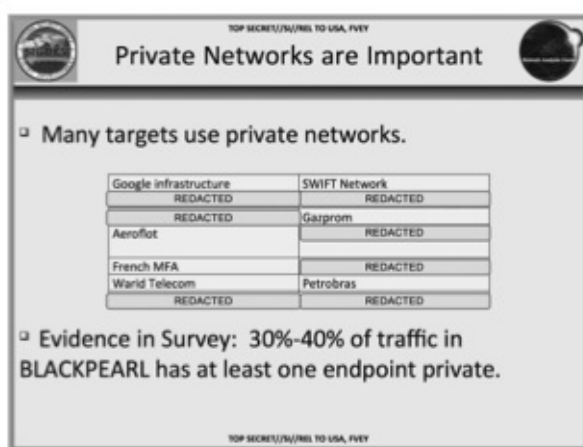 TOP SECRET//SI//REL TO USA, FVEY
Private Networks are Important
Many targets use private networks.
Google infrastructure SWIFT Network
REDACTED REDACTED
REDACTED Gazprom
Aeroflot REDACTED
French MFA REDACTED
Warid Telecom Petrobras
REDACTED REDACTED
Evidence in Survey: 30%-40% of traffic in
BLACKPEARL has at least one endpoint private.
TOP SECRET//SI//REL TO USA, FVEY